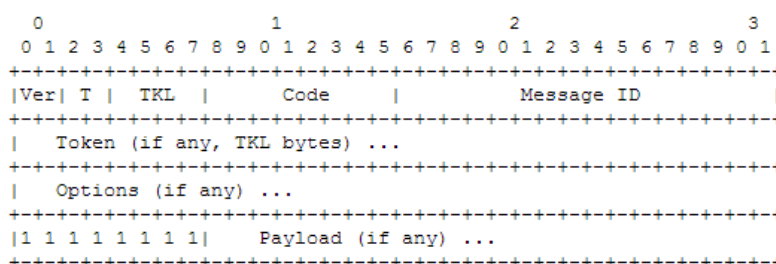 0                   1                   2                   3
 0 1 2 3 4 5 6 7 8 9 0 1 2 3 4 5 6 7 8 9 0 1 2 3 4 5 6 7 8 9 0 1
+-+-+-+-+-+-+-+-+-+-+-+-+-+-+-+-+-+-+-+-+-+-+-+-+-+-+-+-+-+-+-+-
|Ver| T |  TKL  |      Code     |          Message ID           |
+-+-+-+-+-+-+-+-+-+-+-+-+-+-+-+-+-+-+-+-+-+-+-+-+-+-+-+-+-+-+-+-
|   Token (if any, TKL bytes) ...
+-+-+-+-+-+-+-+-+-+-+-+-+-+-+-+-+-+-+-+-+-+-+-+-+-+-+-+-+-+-+-+-
|   Options (if any) ...
+-+-+-+-+-+-+-+-+-+-+-+-+-+-+-+-+-+-+-+-+-+-+-+-+-+-+-+-+-+-+-+-
|1 1 1 1 1 1 1 1|    Payload (if any) ...
+-+-+-+-+-+-+-+-+-+-+-+-+-+-+-+-+-+-+-+-+-+-+-+-+-+-+-+-+-+-+-+-